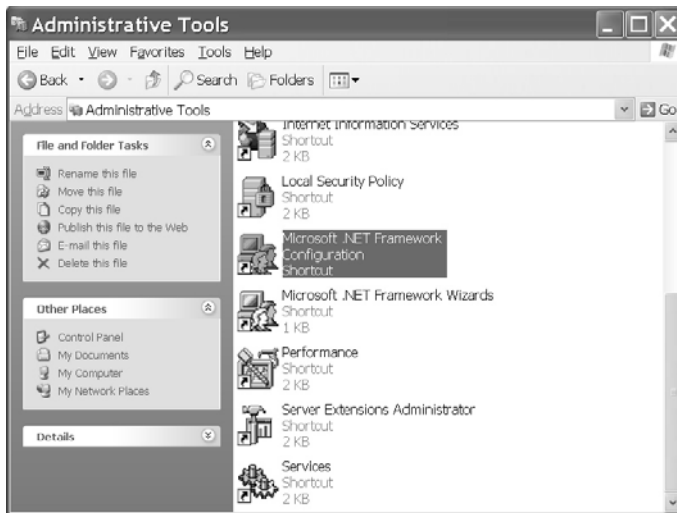 Administrative Tools
File Edit View Favorites Tools Help
Back Search Folders
Address Administrative Tools Go
File and Folder Tasks
Rename this file
Move this file
Copy this file
Publish this file to the Web
E-mail this file
Delete this file
Other Places
Control Panel
My Documents
My Computer
My Network Places
Details
Internet Information Services
Shortcut
2 KB
Local Security Policy
Shortcut
2 KB
Microsoft .NET Framework
Configuration
Shortcut
Microsoft .NET Framework Wizards
Shortcut
1 KB
Performance
Shortcut
2 KB
Server Extensions Administrator
Shortcut
2 KB
Services
Shortcut
2 KB